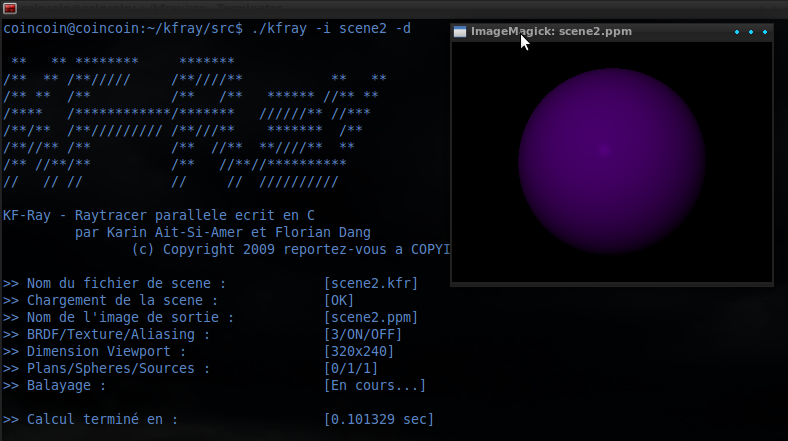 coincoin@coincoin:~/kfray/src$ ./kfray -i scene2 -d
ImageMagick: scene2.ppm
KF-Ray - Raytracer parallele ecrit en C
par Karin Ait-Si-Amer et Florian Dang
(c) Copyright 2009 reportez-vous a COPYI
>> Nom du fichier de scene : [scene2.kfr]
>> Chargement de la scene : [OK]
>> Nom de l'image de sortie : [scene2.ppm]
>> BRDF/Texture/Aliasing : [3/ON/OFF]
>> Dimension Viewport : [320x240]
>> Plans/Spheres/Sources : [0/1/1]
>> Balayage : [En cours...]
>> Calcul terminé en : [0.101329 sec]